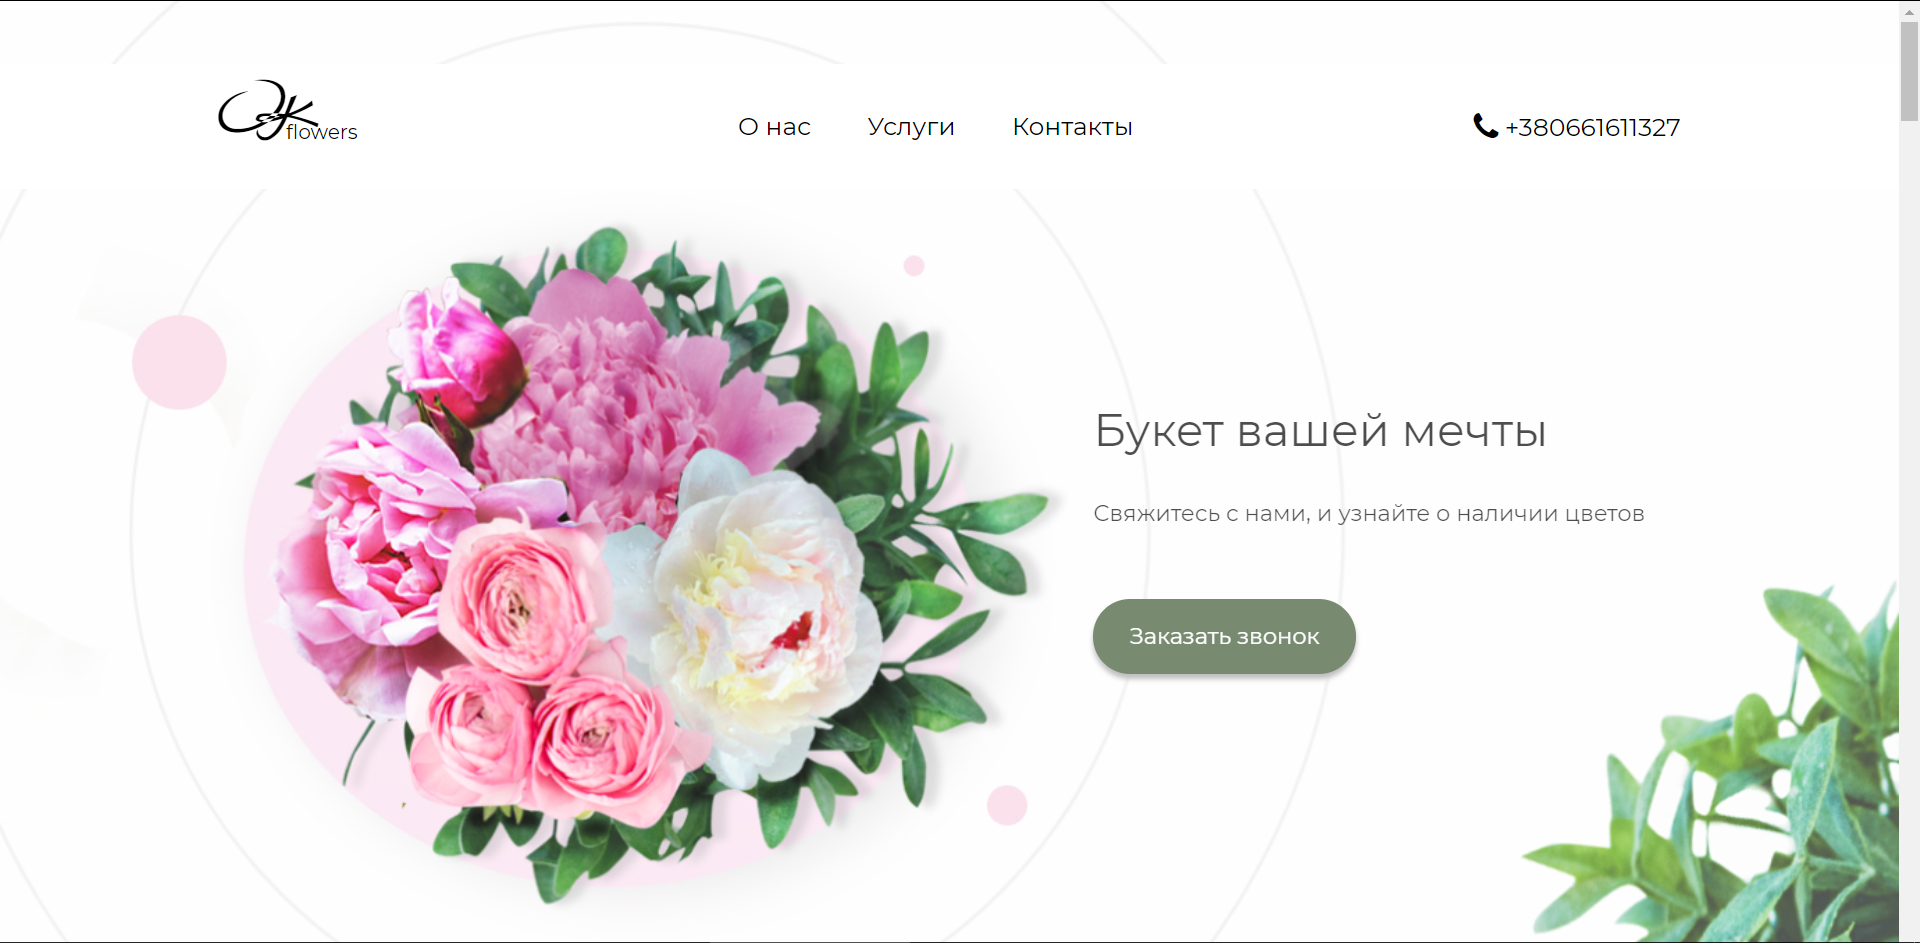 flowers
О нас
Услуги
Контакты
+380661611327
Букет вашей мечты
Свяжитесь с нами, и узнайте о наличии цветов
Заказать звонок